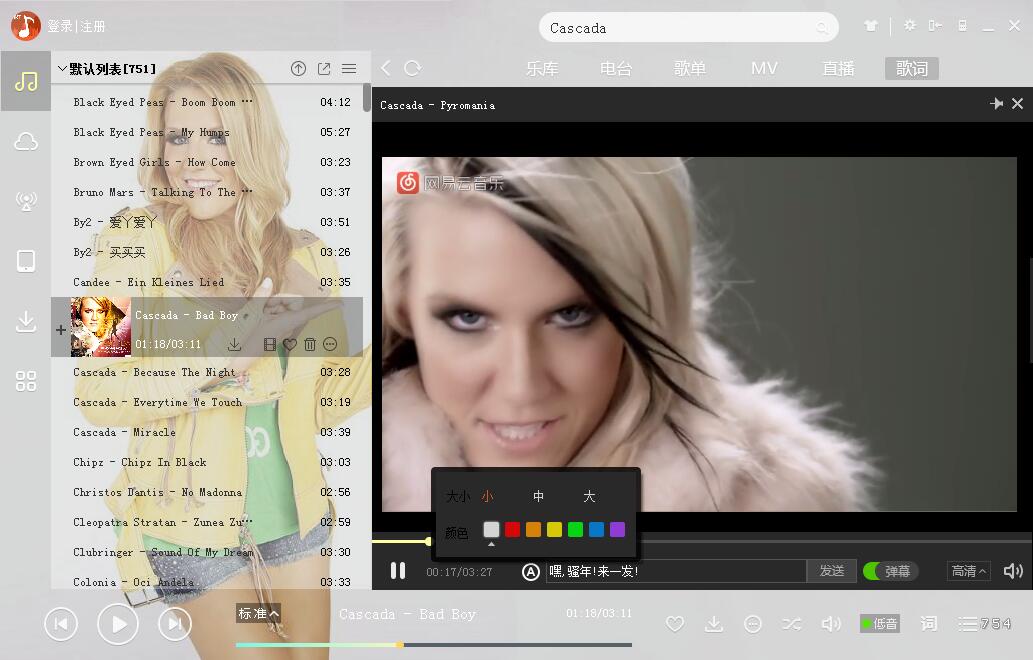 登录|注册
Cascada
乐库 电台 歌单 MV 直播 歌词
默认列表[751]
Black Eyed Peas - Boom Boom ··· 04:12
Black Eyed Peas - My Humps 05:27
Brown Eyed Girls - How Come 03:23
Bruno Mars - Talking To The ··· 03:37
By2 - 爱丫爱丫 03:51
By2 - 买买买 03:26
Candee - Ein Kleines Lied 03:35
Cascada - Bad Boy
01:18/03:11
Cascada - Because The Night 03:28
Cascada - Everytime We Touch 03:19
Cascada - Miracle 03:39
Chipz - Chipz In Black 03:03
Christos Dantis - No Madonna 02:56
Cleopatra Stratan - Zunea Zu··· 02:59
Clubringer - Sound Of My Dream 03:30
Colonia - Oci Andela 03:33
Cascada - Pyromania
网易云音乐
大小 小 中 大
颜色
00:17/03:27 A 嘿,骚年!来一发! 发送 弹幕 高清
标准 Cascada - Bad Boy 01:18/03:11
低音 词 754